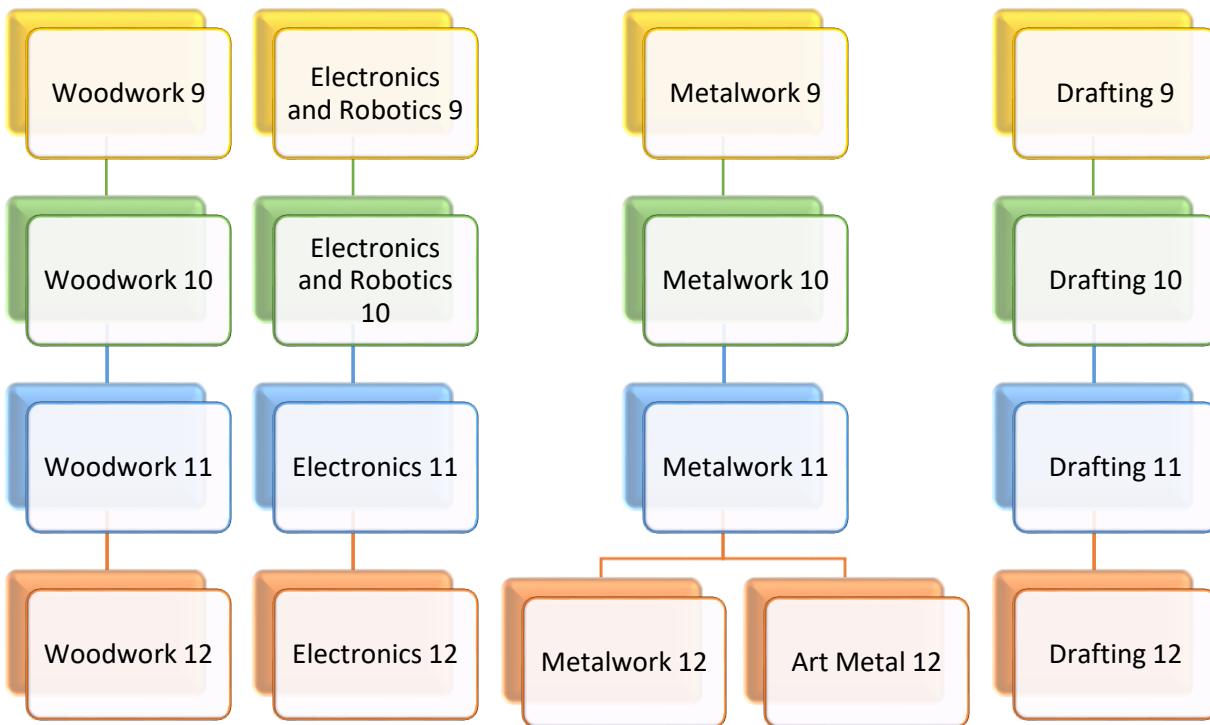 Woodwork 9
Electronics
and Robotics 9
Metalwork 9
Drafting 9
Woodwork 10
Electronics
and Robotics
10
Metalwork 10
Drafting 10
Woodwork 11
Electronics 11
Metalwork 11
Drafting 11
Woodwork 12
Electronics 12
Metalwork 12
Art Metal 12
Drafting 12